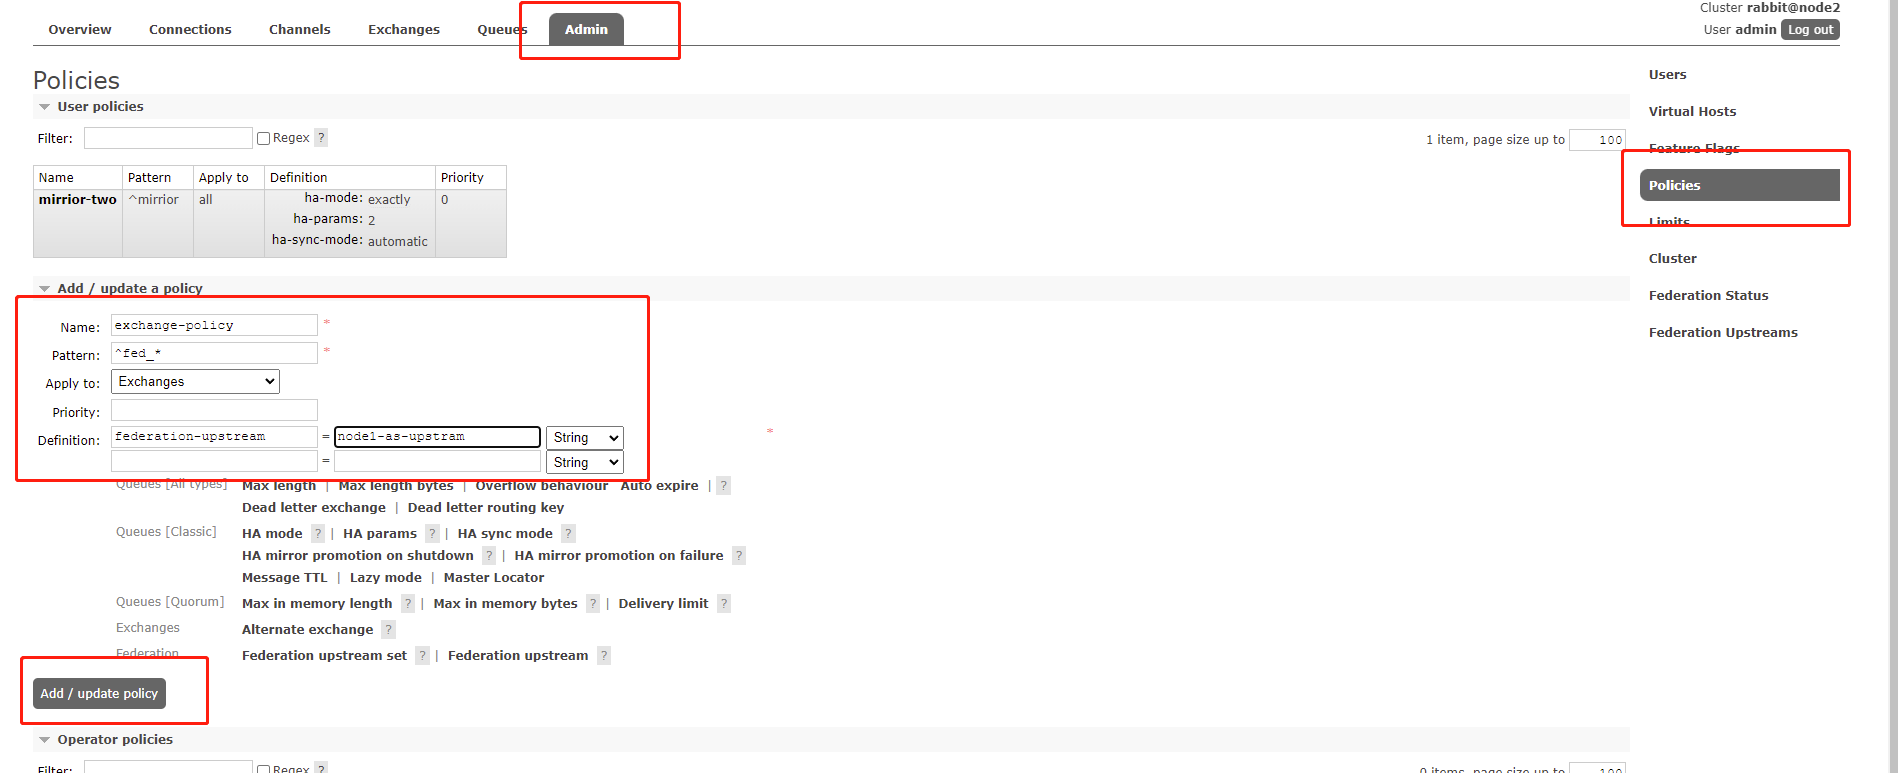 Cluster rabbit@node2
User admin Log out
Overview Connections Channels Exchanges Queues Admin
Policies
User policies
Filter: Regex ?
1 item, page size up to 100
Name Pattern Apply to Definition Priority
mirrior-two ^mirrior all ha-mode: exactly 0
ha-params: 2
ha-sync-mode: automatic
Add / update a policy
Name: exchange-policy *
Pattern: ^fed_* *
Apply to: Exchanges
Priority:
Definition: federation-upstream = node1-as-upstram String *
= String
Queues [All types] Max length | Max length bytes | Overflow behaviour Auto expire | ?
Dead letter exchange | Dead letter routing key
Queues [Classic] HA mode ? | HA params ? | HA sync mode ?
HA mirror promotion on shutdown ? | HA mirror promotion on failure ?
Message TTL | Lazy mode | Master Locator
Queues [Quorum] Max in memory length ? | Max in memory bytes ? | Delivery limit ?
Exchanges Alternate exchange ?
Federation Federation upstream set ? | Federation upstream ?
Add / update policy
Operator policies
Filter: Regex ?
0 items, page size up to 100
Users
Virtual Hosts
Feature Flags
Policies
Limits
Cluster
Federation Status
Federation Upstreams